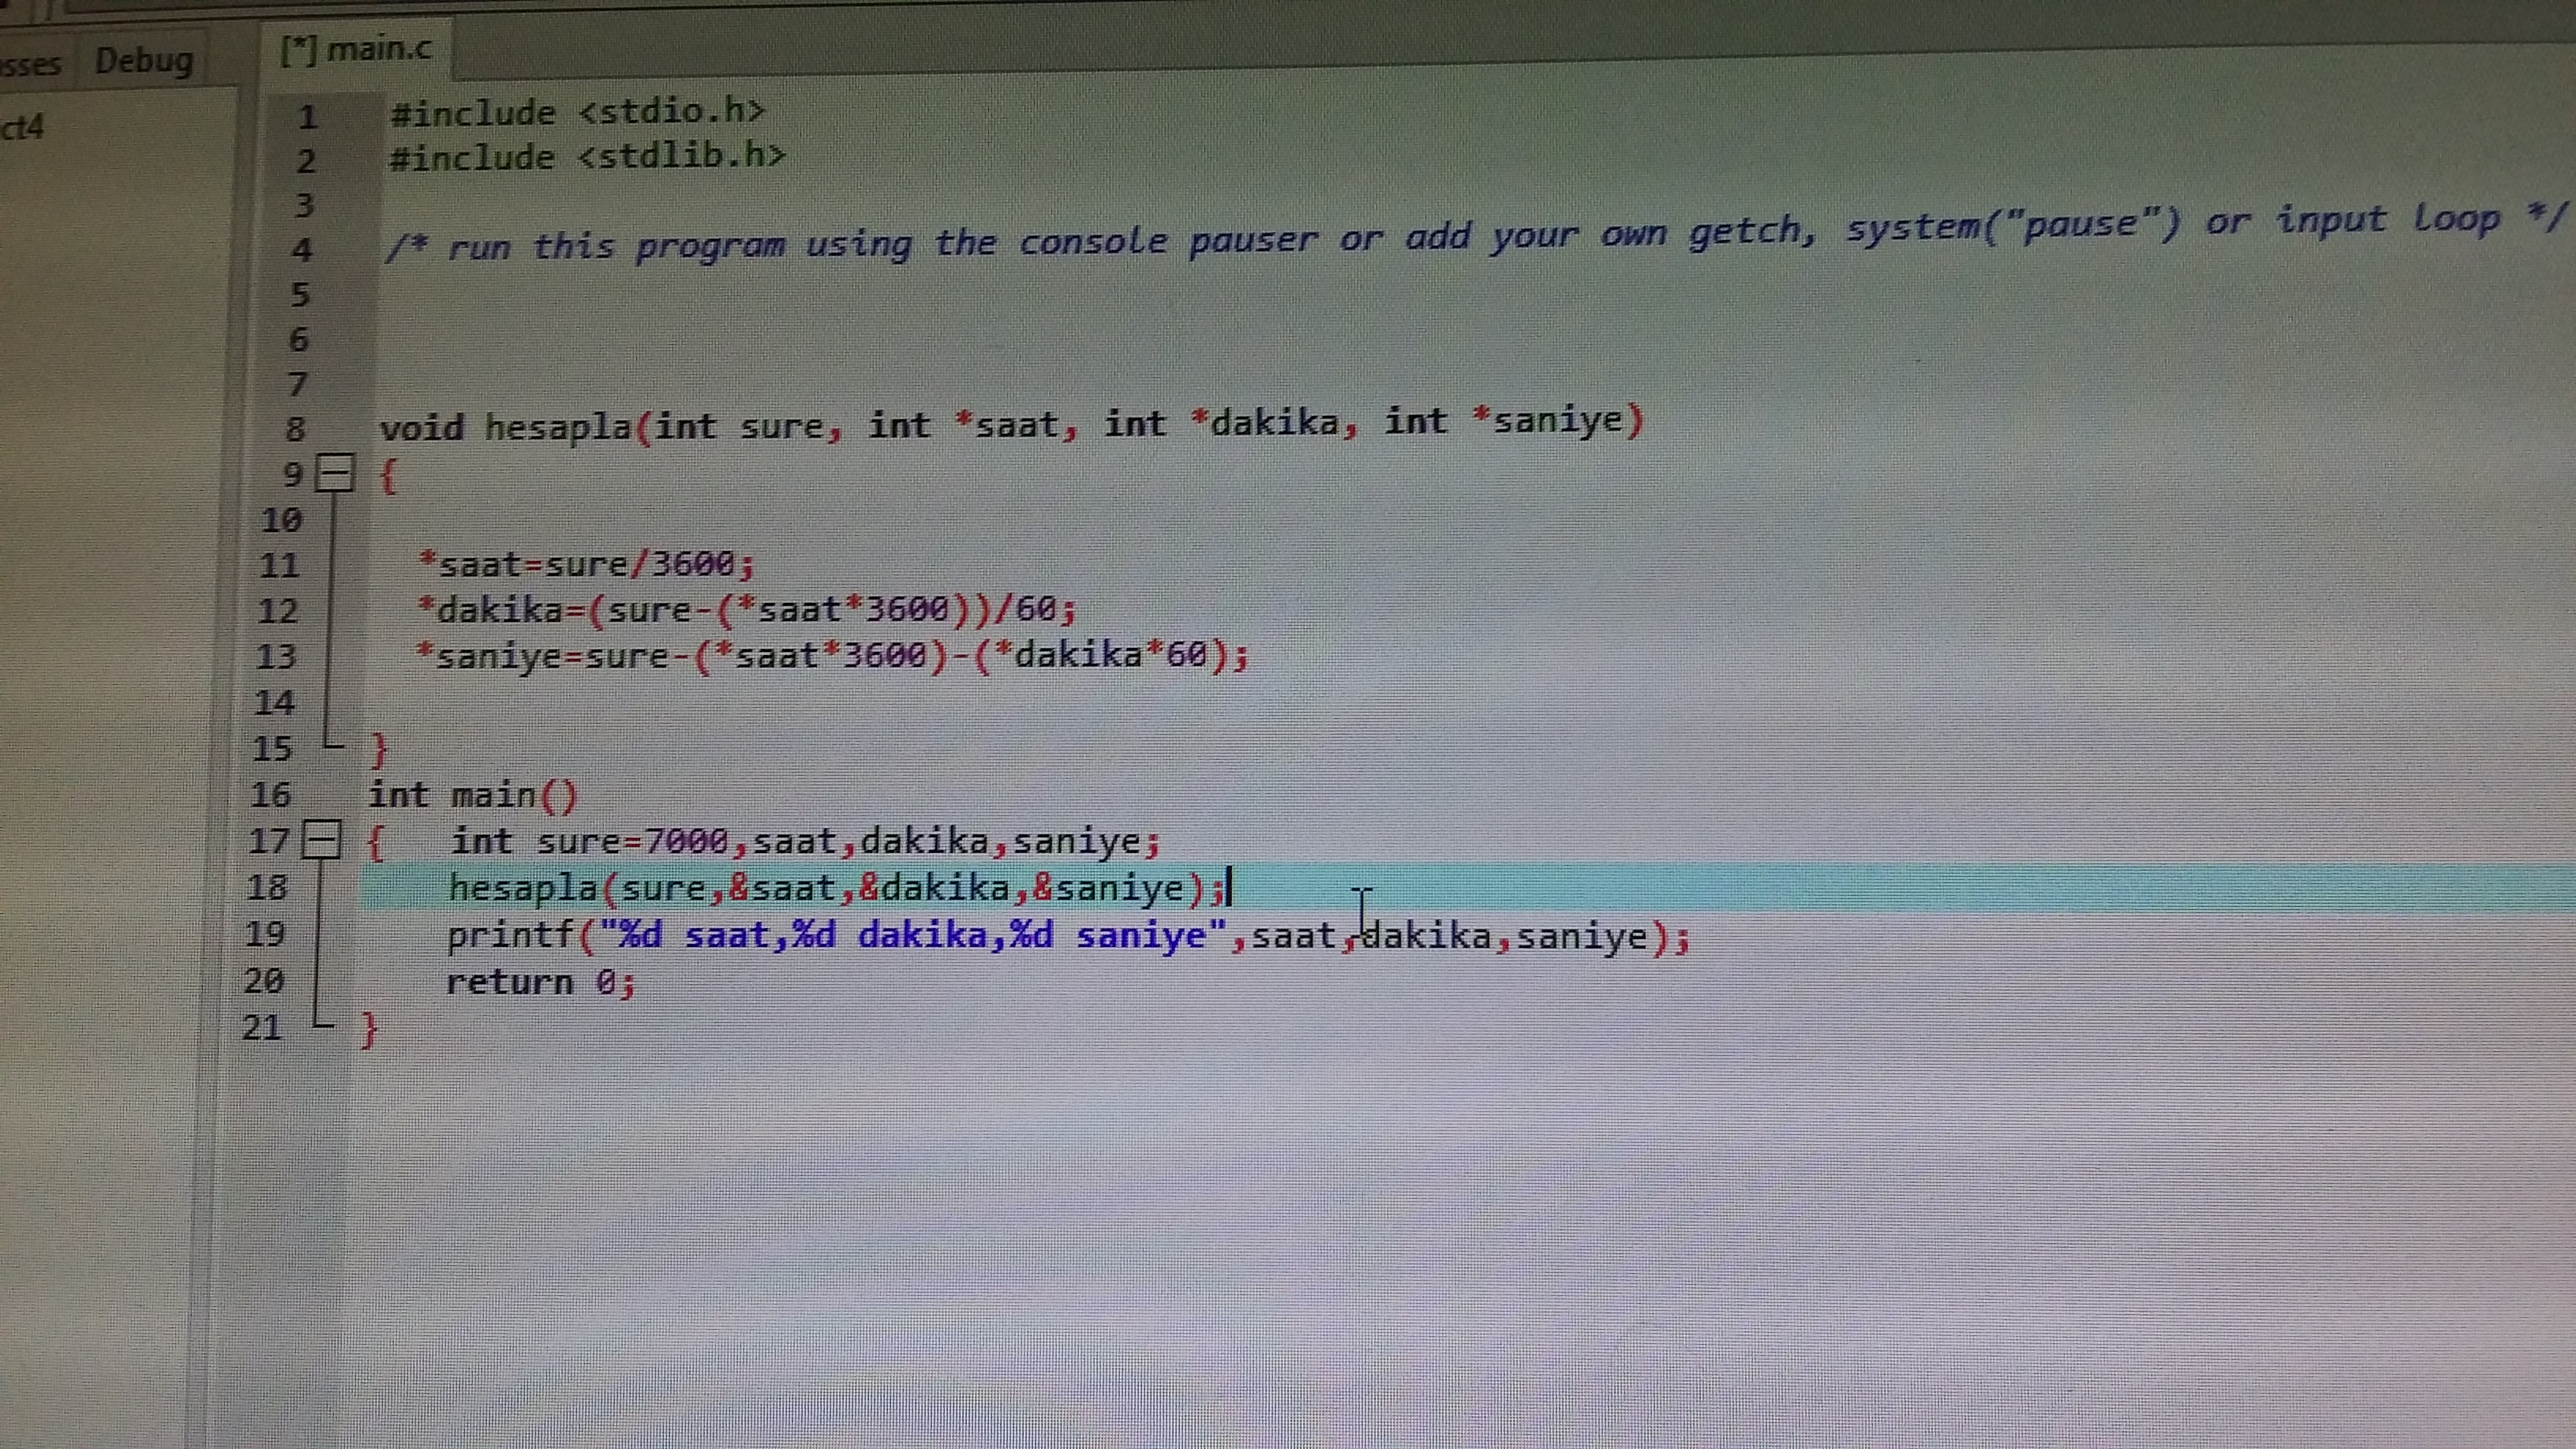 Debug
[*] main.c
ct4
1 #include <stdio.h>
2 #include <stdlib.h>
3
4 /* run this program using the console pauser or add your own getch, system("pause") or input loop */
5
6
7
8 void hesapla(int sure, int *saat, int *dakika, int *saniye)
9 {
10
11 *saat=sure/3600;
12 *dakika=(sure-(*saat*3600))/60;
13 *saniye=sure-(*saat*3600)-(*dakika*60);
14
15 }
16 int main()
17 { int sure=7000,saat,dakika,saniye;
18 hesapla(sure,&saat,&dakika,&saniye);
19 printf("%d saat,%d dakika,%d saniye",saat,dakika,saniye);
20 return 0;
21 }